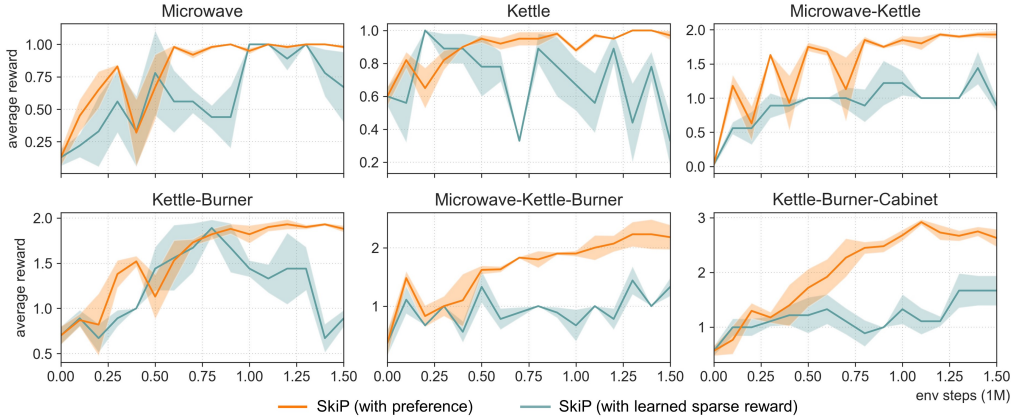 Microwave
Kettle
Microwave-Kettle
average reward
1.00
0.75
0.50
0.25
1.0
0.8
0.6
0.4
0.2
2.0
1.5
1.0
0.5
0.0
Kettle-Burner
Microwave-Kettle-Burner
Kettle-Burner-Cabinet
average reward
2.0
1.5
1.0
0.5
2
1
3
2
1
0.00 0.25 0.50 0.75 1.00 1.25 1.50
0.00 0.25 0.50 0.75 1.00 1.25 1.50
0.00 0.25 0.50 0.75 1.00 1.25 1.50
env steps (1M)
SkiP (with preference) SkiP (with learned sparse reward)